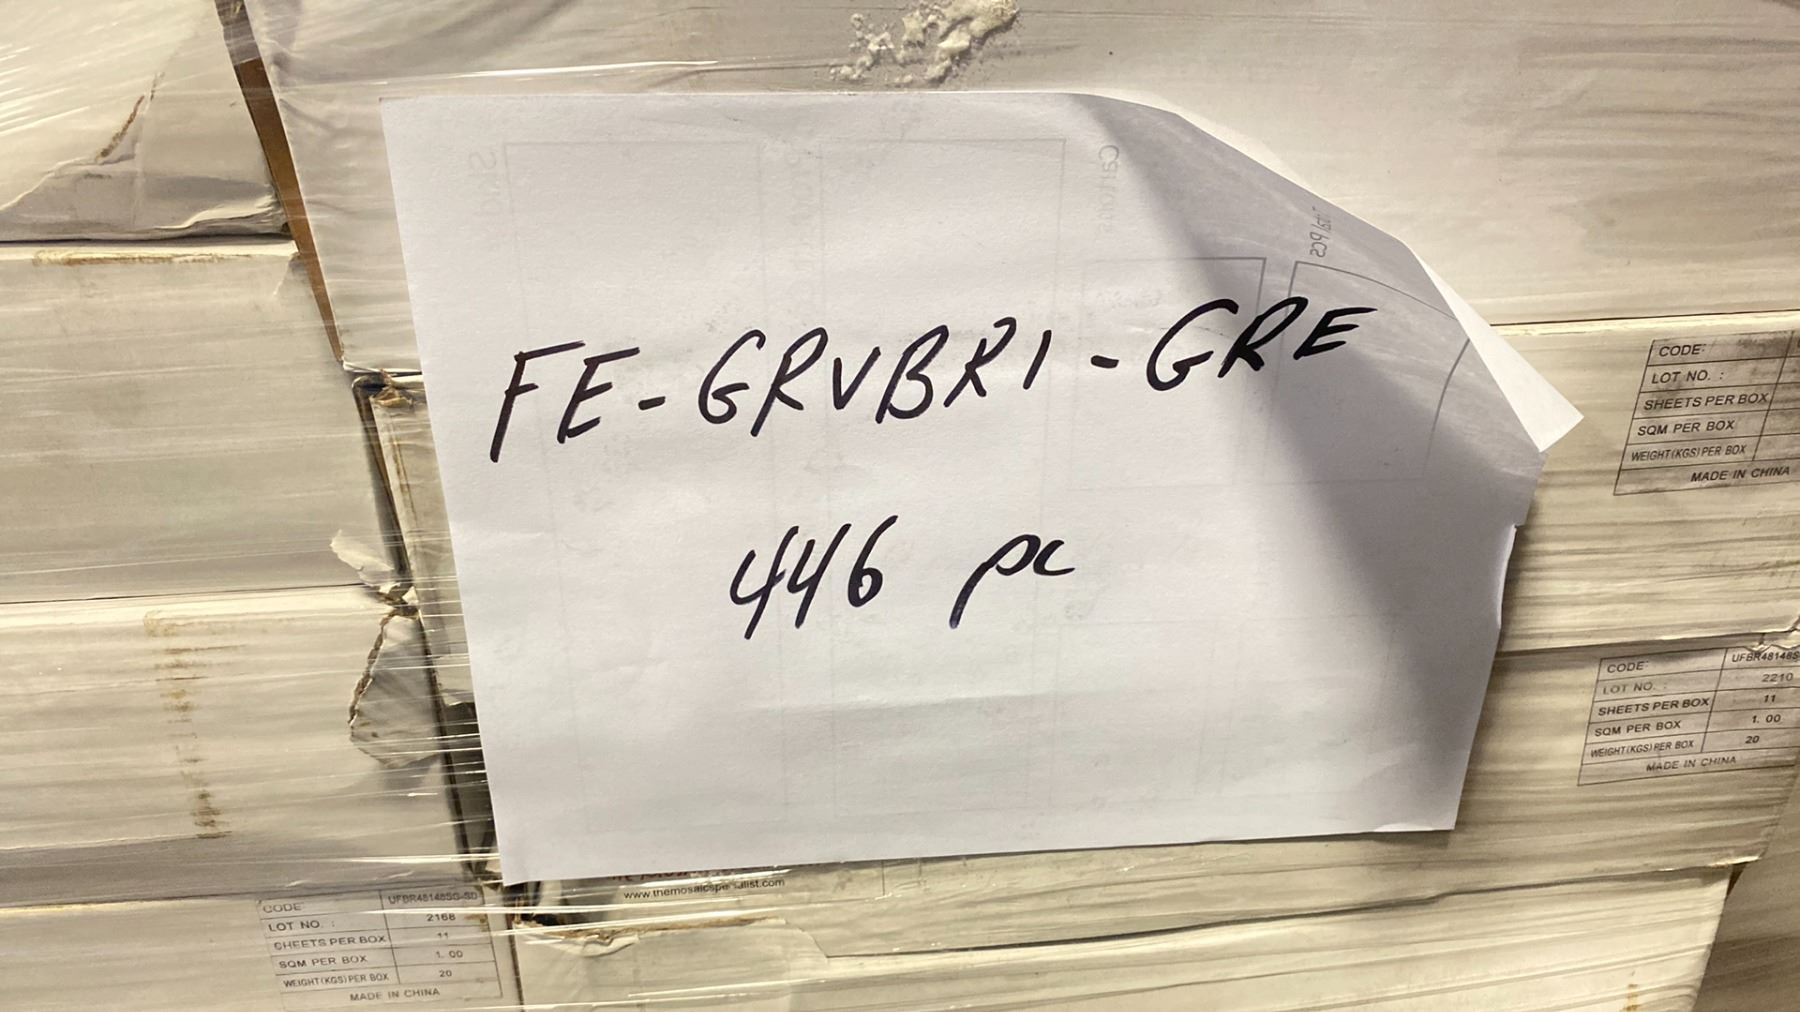 FE-GRVBR1-GRE
446 pc
Cartons
CODE:
LOT NO. :
SHEETS PER BOX
SQM PER BOX
WEIGHT(KGS)PER BOX
MADE IN CHINA
CODE: UFBR48148S
LOT NO. : 2210
SHEETS PER BOX 11
SQM PER BOX 1.00
WEIGHT(KGS)PER BOX 20
MADE IN CHINA
www.themosaicspecialist.com
CODE: UFBR48148SG-SD
LOT NO. : 2168
SHEETS PER BOX 11
SQM PER BOX 1.00
WEIGHT(KGS)PER BOX 20
MADE IN CHINA